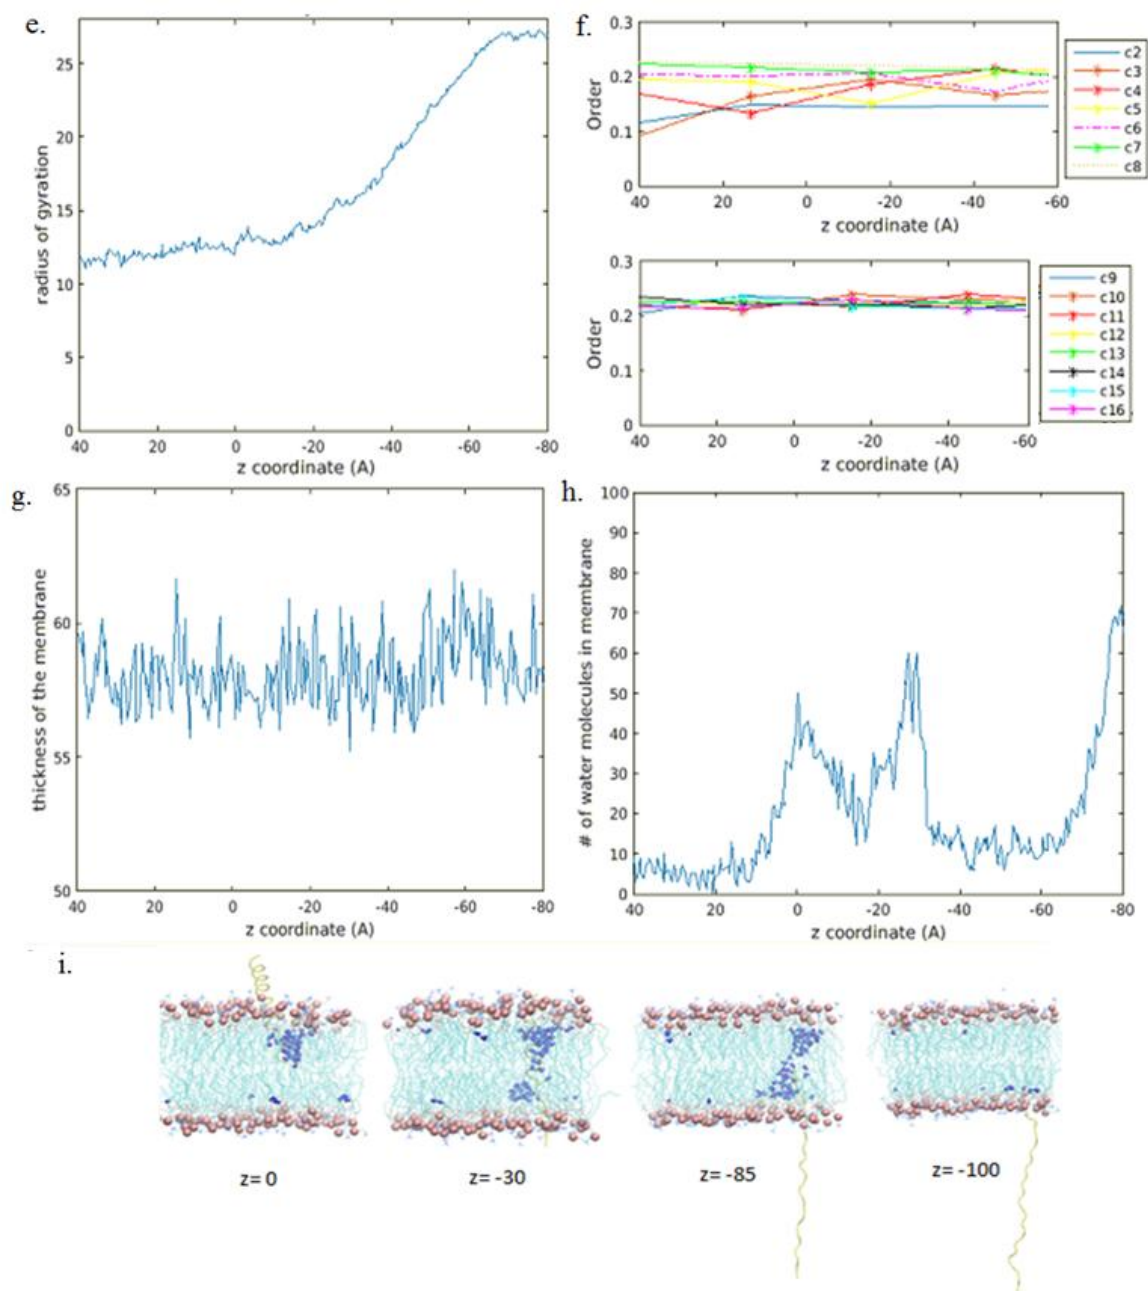 e.
radius of gyration
25
20
15
10
5
0
40 20 0 -20 -40 -60 -80
z coordinate (A)
f.
Order
0.3
0.2
0.1
0
40 20 0 -20 -40 -60
z coordinate (A)
c2
c3
c4
c5
c6
c7
c8
Order
0.3
0.2
0.1
0
40 20 0 -20 -40 -60
z coordinate (A)
c9
c10
c11
c12
c13
c14
c15
c16
g.
thickness of the membrane
65
60
55
50
40 20 0 -20 -40 -60 -80
z coordinate (A)
h.
# of water molecules in membrane
100
90
80
70
60
50
40
30
20
10
0
40 20 0 -20 -40 -60 -80
z coordinate (A)
i.
z= 0
z= -30
z= -85
z= -100